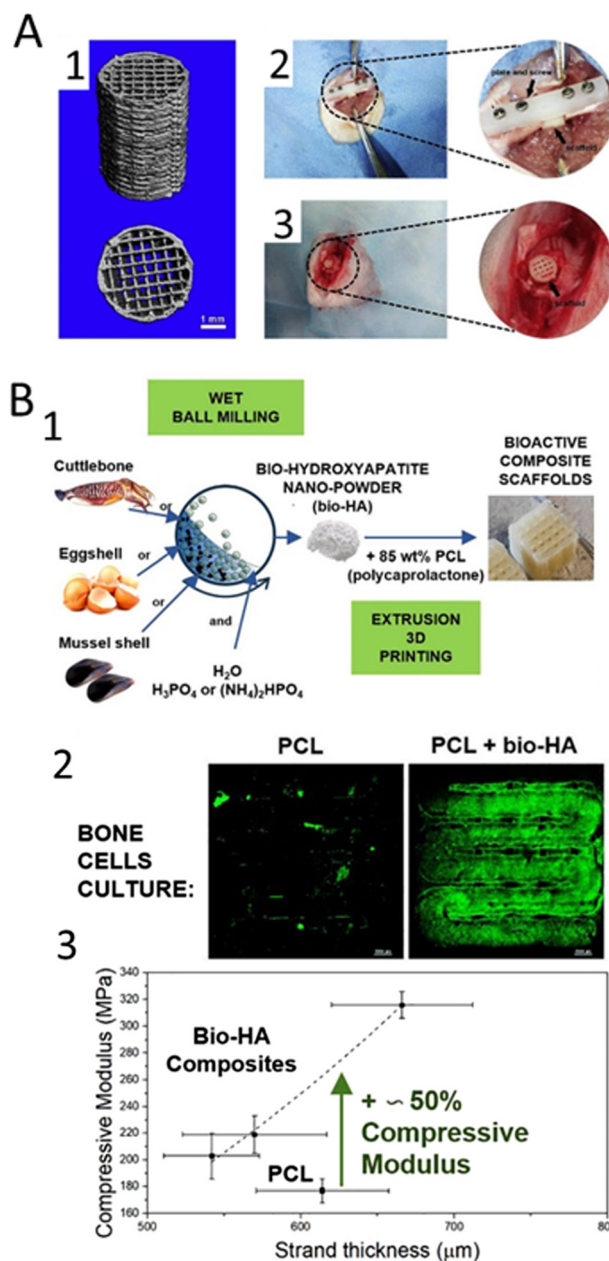 A
1
2
plate and screw
scaffold
3
scaffold
1 mm
B
1
WET
BALL MILLING
Cuttlebone
or
Eggshell
or
or
Mussel shell
and
H₂O
H₃PO₄ or (NH₄)₂HPO₄
BIO-HYDROXYAPATITE
NANO-POWDER
(bio-HA)
+ 85 wt% PCL
(polycaprolactone)
BIOACTIVE
COMPOSITE
SCAFFOLDS
EXTRUSION
3D
PRINTING
2
PCL
PCL + bio-HA
BONE
CELLS
CULTURE:
3
Compressive Modulus (MPa)
340
320
300
280
260
240
220
200
180
160
Bio-HA
Composites
PCL
+ ∽ 50%
Compressive
Modulus
500
600
700
80
Strand thickness (μm)